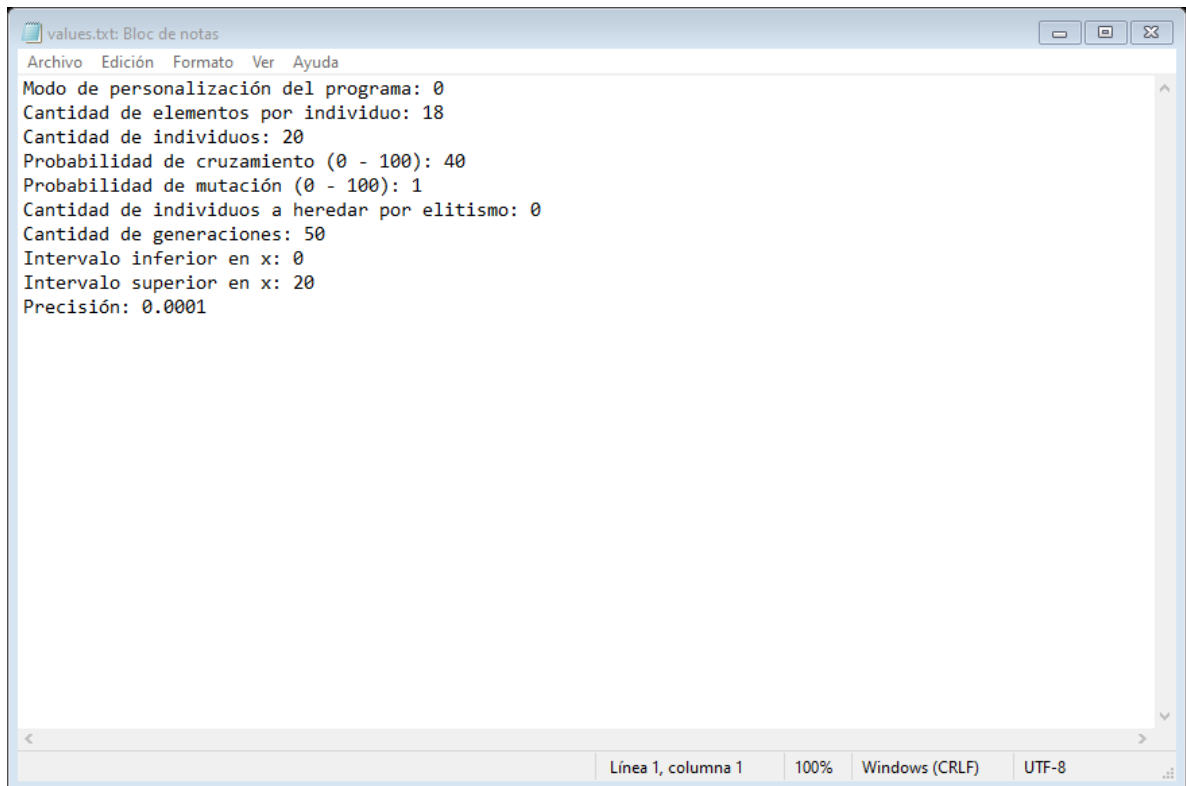 values.txt: Bloc de notas
Archivo Edición Formato Ver Ayuda
Modo de personalización del programa: 0
Cantidad de elementos por individuo: 18
Cantidad de individuos: 20
Probabilidad de cruzamiento (0 - 100): 40
Probabilidad de mutación (0 - 100): 1
Cantidad de individuos a heredar por elitismo: 0
Cantidad de generaciones: 50
Intervalo inferior en x: 0
Intervalo superior en x: 20
Precisión: 0.0001
Línea 1, columna 1 100% Windows (CRLF) UTF-8